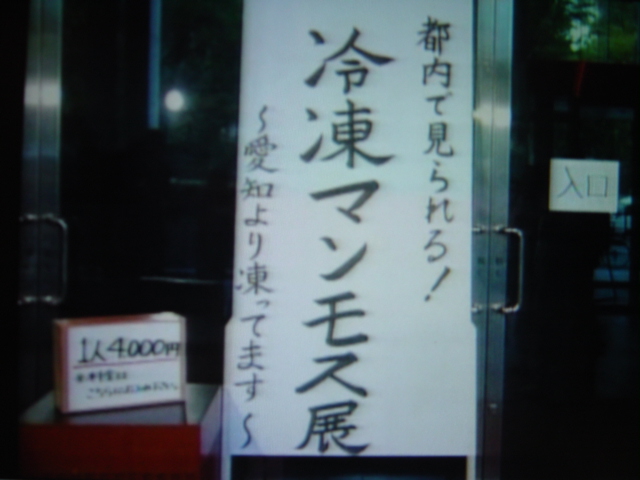 都内で見られる!
冷凍マンモス展
〜愛知より凍ってます〜
入口
1人4000円